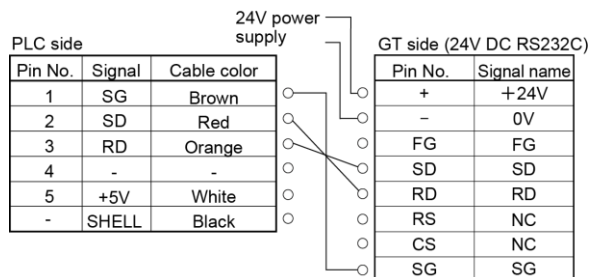 24V power
supply
PLC side
GT side (24V DC RS232C)
Pin No. Signal Cable color
1 SG Brown
2 SD Red
3 RD Orange
4 - -
5 +5V White
- SHELL Black
Pin No. Signal name
+ +24V
- 0V
FG FG
SD SD
RD RD
RS NC
CS NC
SG SG